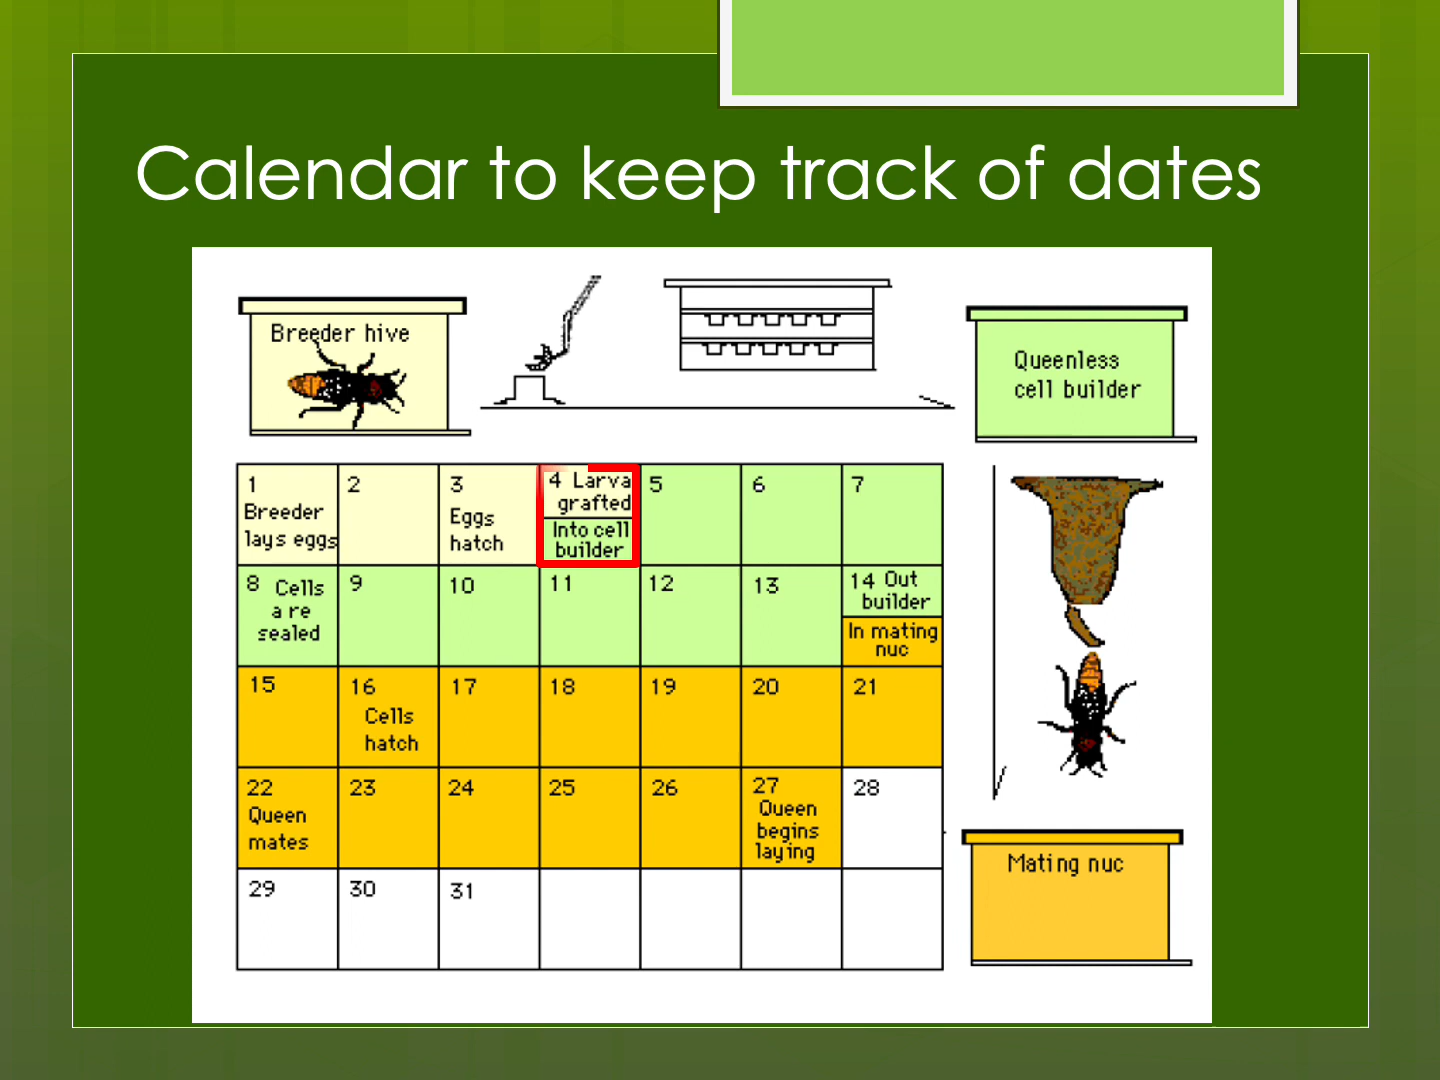 Calendar to keep track of dates
Breeder hive
Queenless
cell builder
1
Breeder
lays eggs
2
3
Eggs
hatch
4 Larva
grafted
Into cell
builder
5
6
7
8 Cells
are
sealed
9
10
11
12
13
14 Out
builder
In mating
nuc
15
16
Cells
hatch
17
18
19
20
21
22
Queen
mates
23
24
25
26
27
Queen
begins
laying
28
29
30
31
Mating nuc